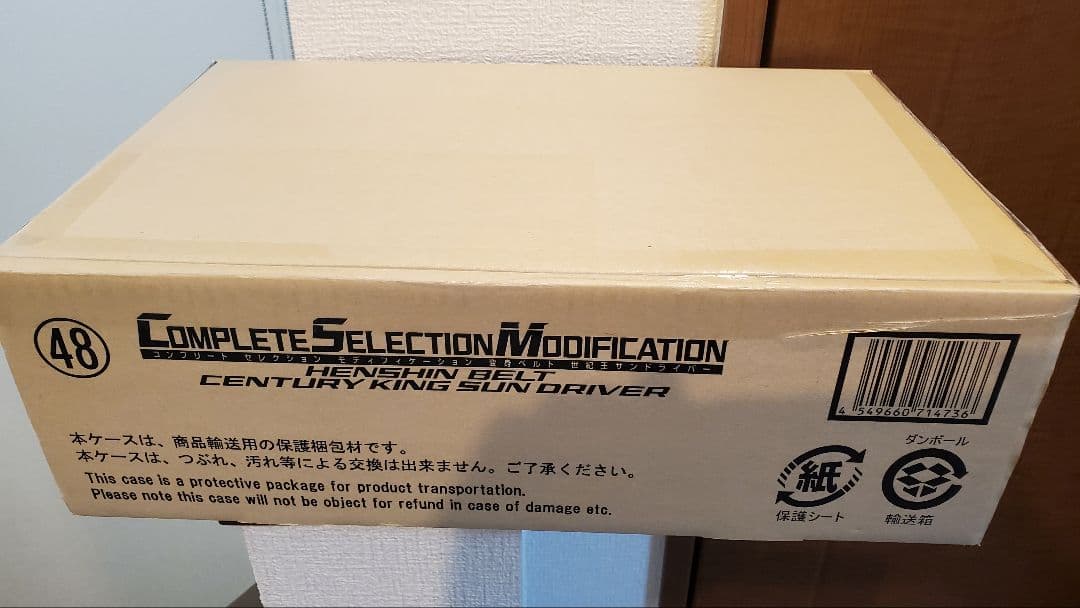 48
COMPLETE SELECTION MODIFICATION
コンプリート セレクション モディフィケーション 変身ベルト 世紀王サンドライバー
HENSHIN BELT
CENTURY KING SUN DRIVER
4 549660 714736
本ケースは、商品輸送用の保護梱包材です。
本ケースは、つぶれ、汚れ等による交換は出来ません。ご了承ください。
This case is a protective package for product transportation.
Please note this case will not be object for refund in case of damage etc.
紙
保護シート
ダンボール
輸送箱